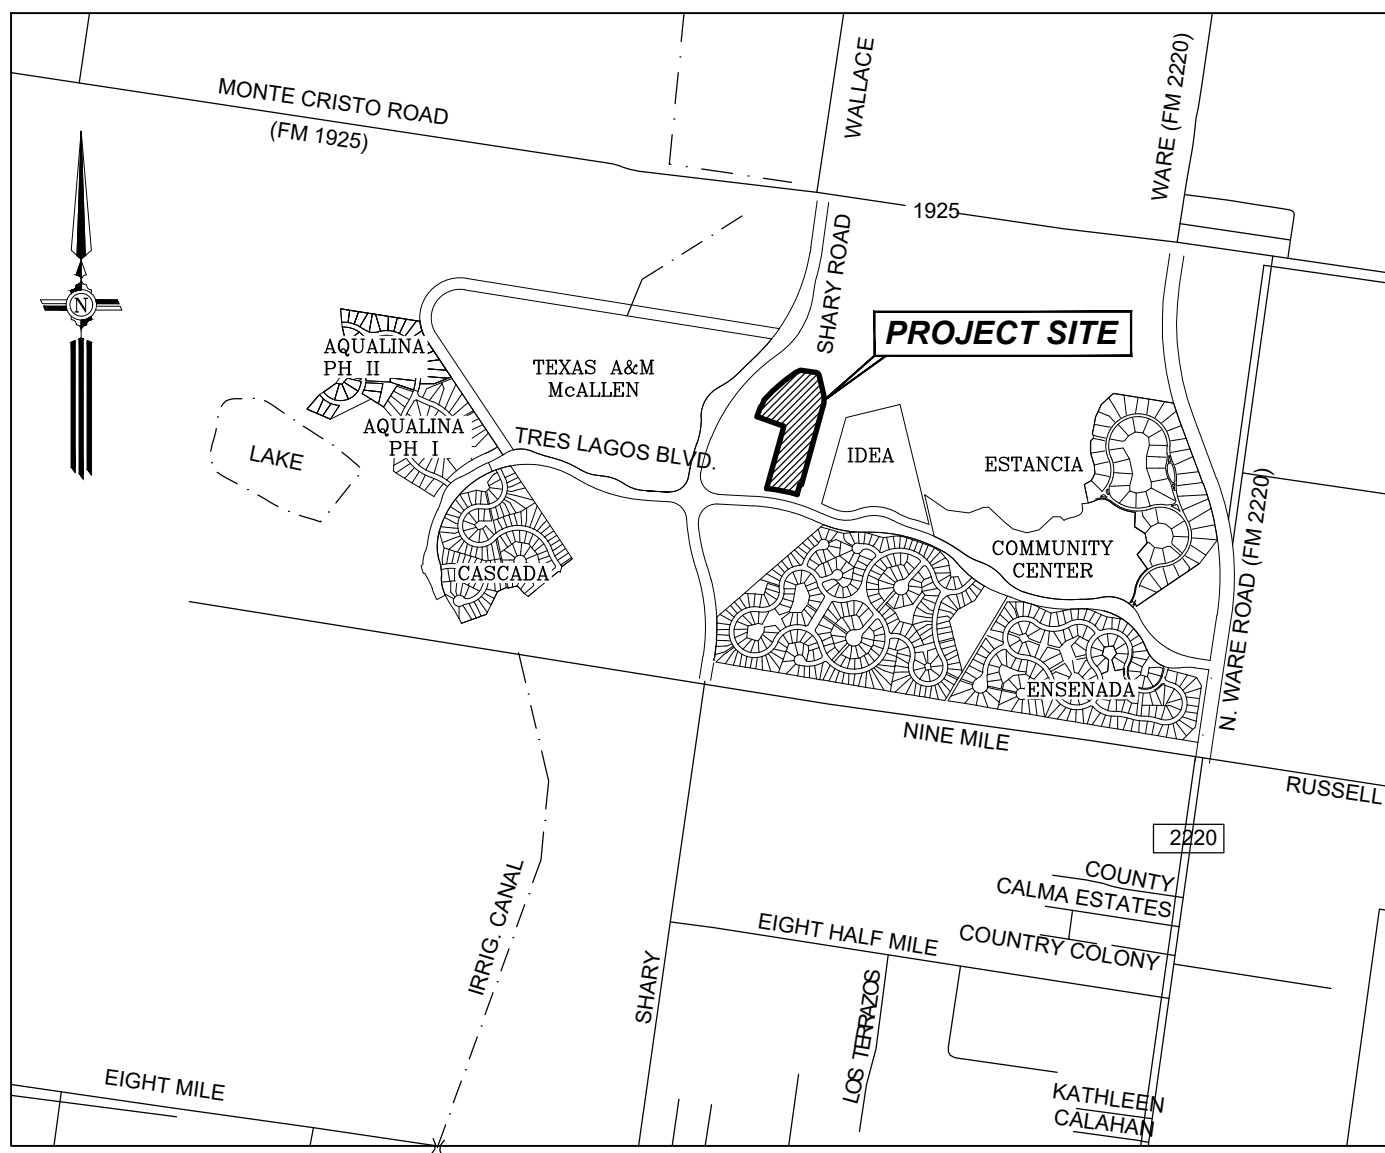 WALLACE
WARE (FM 2220)
MONTE CRISTO ROAD
(FM 1925)
1925
SHARY ROAD
N
PROJECT SITE
AQUALINA
PH II
TEXAS A&M
McALLEN
AQUALINA
PH I
TRES LAGOS BLVD.
LAKE
IDEA
ESTANCIA
COMMUNITY
CENTER
CASCADA
N. WARE ROAD (FM 2220)
ENSENADA
NINE MILE
RUSSELL
2220
COUNTY
CALMA ESTATES
IRRIG. CANAL
EIGHT HALF MILE
COUNTRY COLONY
SHARY
LOS TERRAZOS
EIGHT MILE
KATHLEEN
CALAHAN